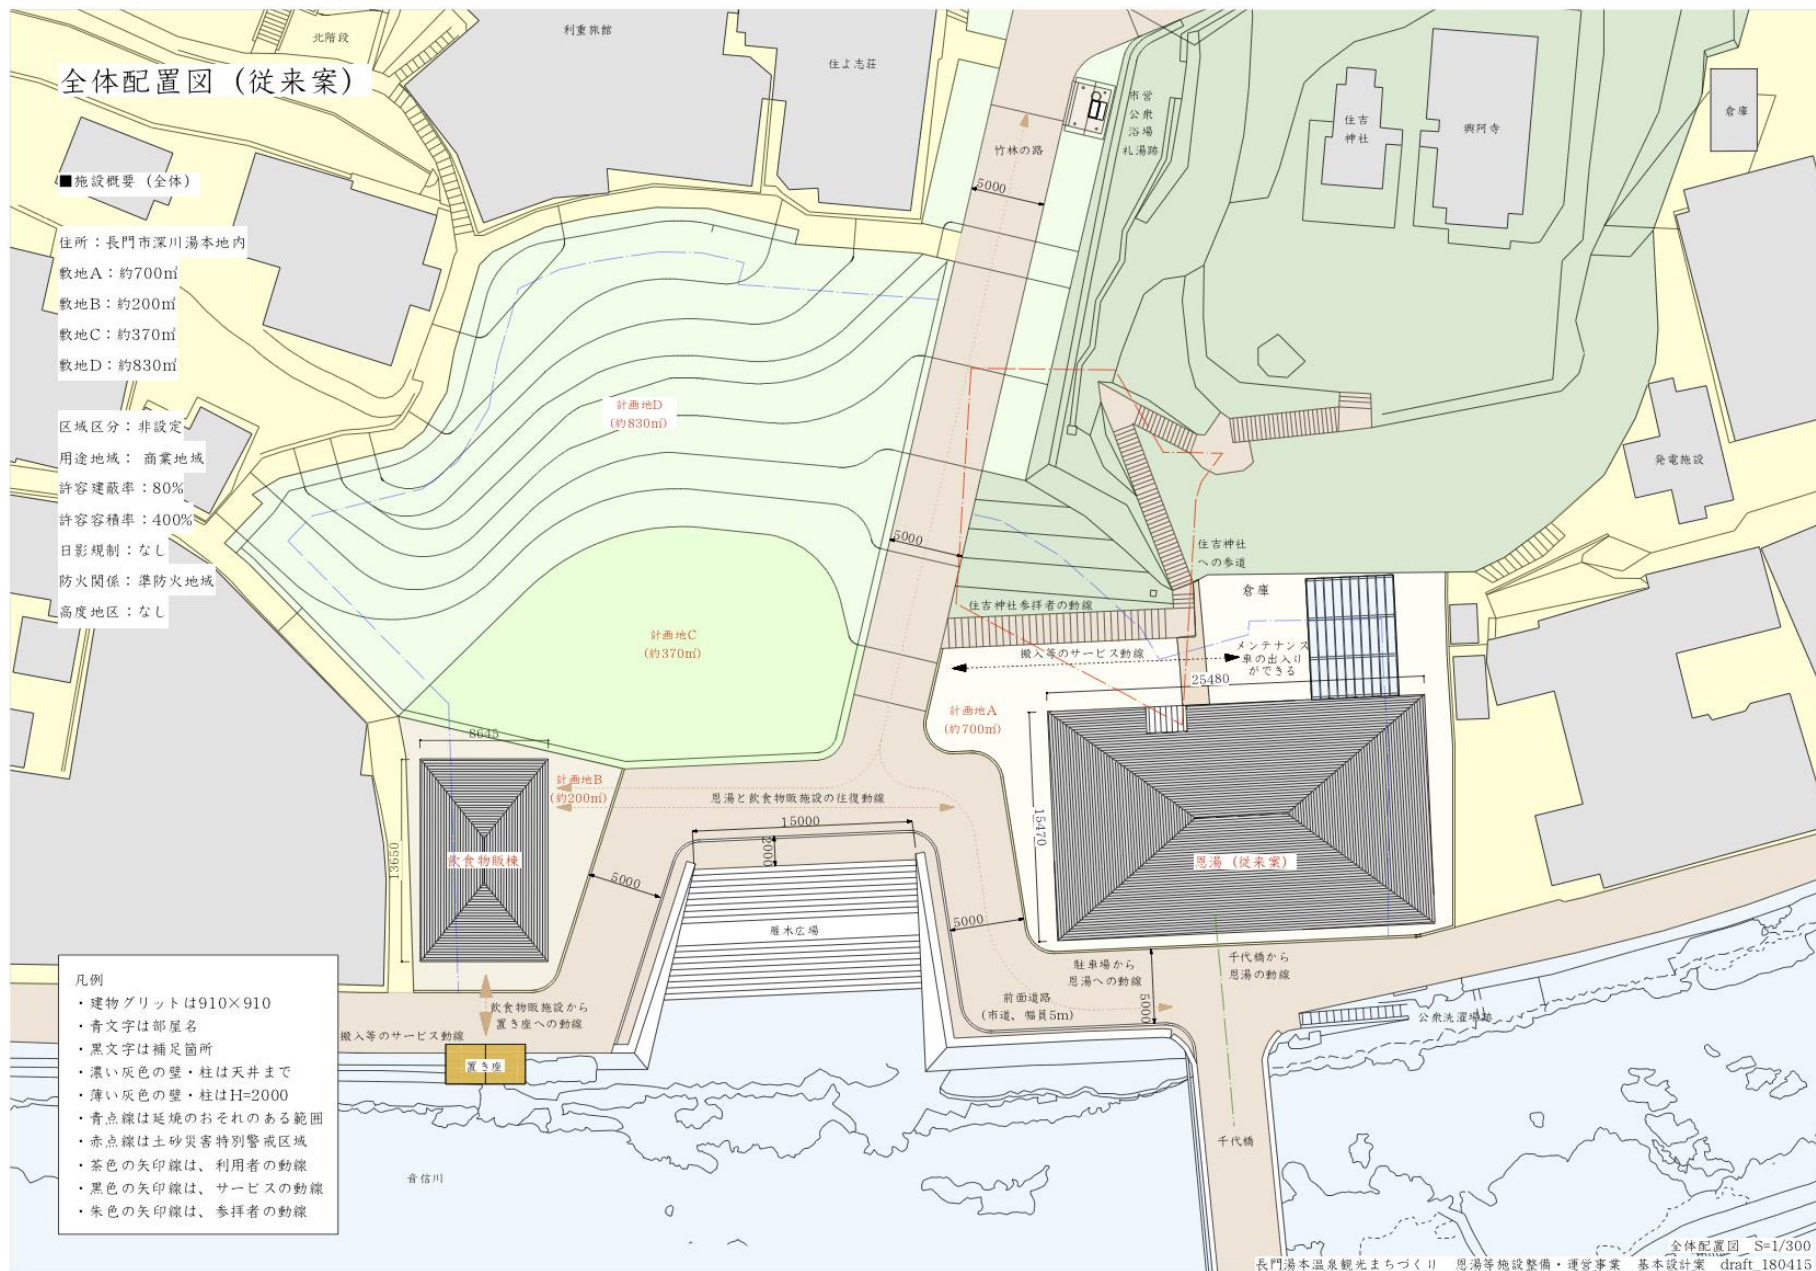 北階段
利重旅館
住よ志荘
全体配置図（従来案）
■施設概要（全体）
住所：長門市深川湯本地内
敷地A：約700㎡
敷地B：約200㎡
敷地C：約370㎡
敷地D：約830㎡
区域区分：非設定
用途地域： 商業地域
許容建蔽率：80%
許容容積率：400%
日影規制：なし
防火関係：準防火地域
高度地区：なし
市営
公衆
浴場
礼湯跡
竹林の路
5000
住吉
神社
興阿寺
倉庫
発電施設
計画地D
(約830㎡)
5000
住吉神社
への参道
倉庫
住吉神社参拝者の動線
搬入等のサービス動線
メンテナンス
車の出入り
ができる
25480
計画地C
(約370㎡)
計画地A
(約700㎡)
8645
計画地B
(約200㎡)
恩湯と飲食物販施設の往復動線
15000
2000
15470
13650
飲食物販棟
恩湯（従来案）
5000
5000
雁木広場
駐車場から
恩湯への動線
千代橋から
恩湯の動線
5000
前面道路
(市道、幅員5m)
公衆洗濯場跡
飲食物販施設から
置き座への動線
搬入等のサービス動線
置き座
千代橋
音信川
凡例
・建物グリットは910×910
・青文字は部屋名
・黒文字は補足箇所
・濃い灰色の壁・柱は天井まで
・薄い灰色の壁・柱はH=2000
・青点線は延焼のおそれのある範囲
・赤点線は土砂災害特別警戒区域
・茶色の矢印線は、利用者の動線
・黒色の矢印線は、サービスの動線
・朱色の矢印線は、参拝者の動線
全体配置図 S=1/300
長門湯本温泉観光まちづくり 恩湯等施設整備・運営事業 基本設計案 draft_180415